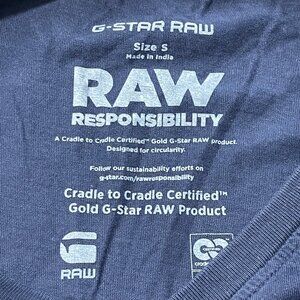 G-STAR RAW
Size S
Made in India
RAW
RESPONSIBILITY
A Cradle to Cradle Certified™ Gold G-Star RAW product.
Designed for circularity.
Follow our sustainability efforts on
g-star.com/rawresponsibility
Cradle to Cradle Certified™
Gold G-Star RAW Product
RAW